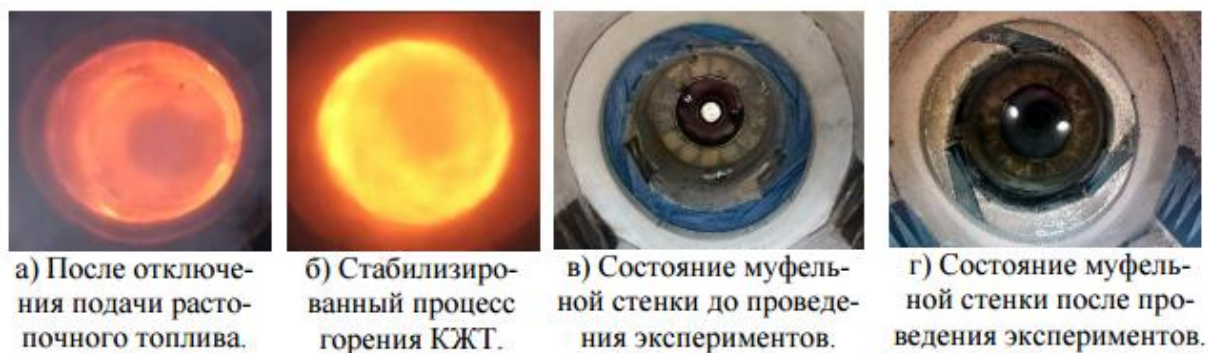 а) После отключе-
ния подачи расто-
почного топлива.
б) Стабилизиро-
ванный процесс
горения КЖТ.
в) Состояние муфель-
ной стенки до проведе-
ния экспериментов.
г) Состояние муфель-
ной стенки после про-
ведения экспериментов.